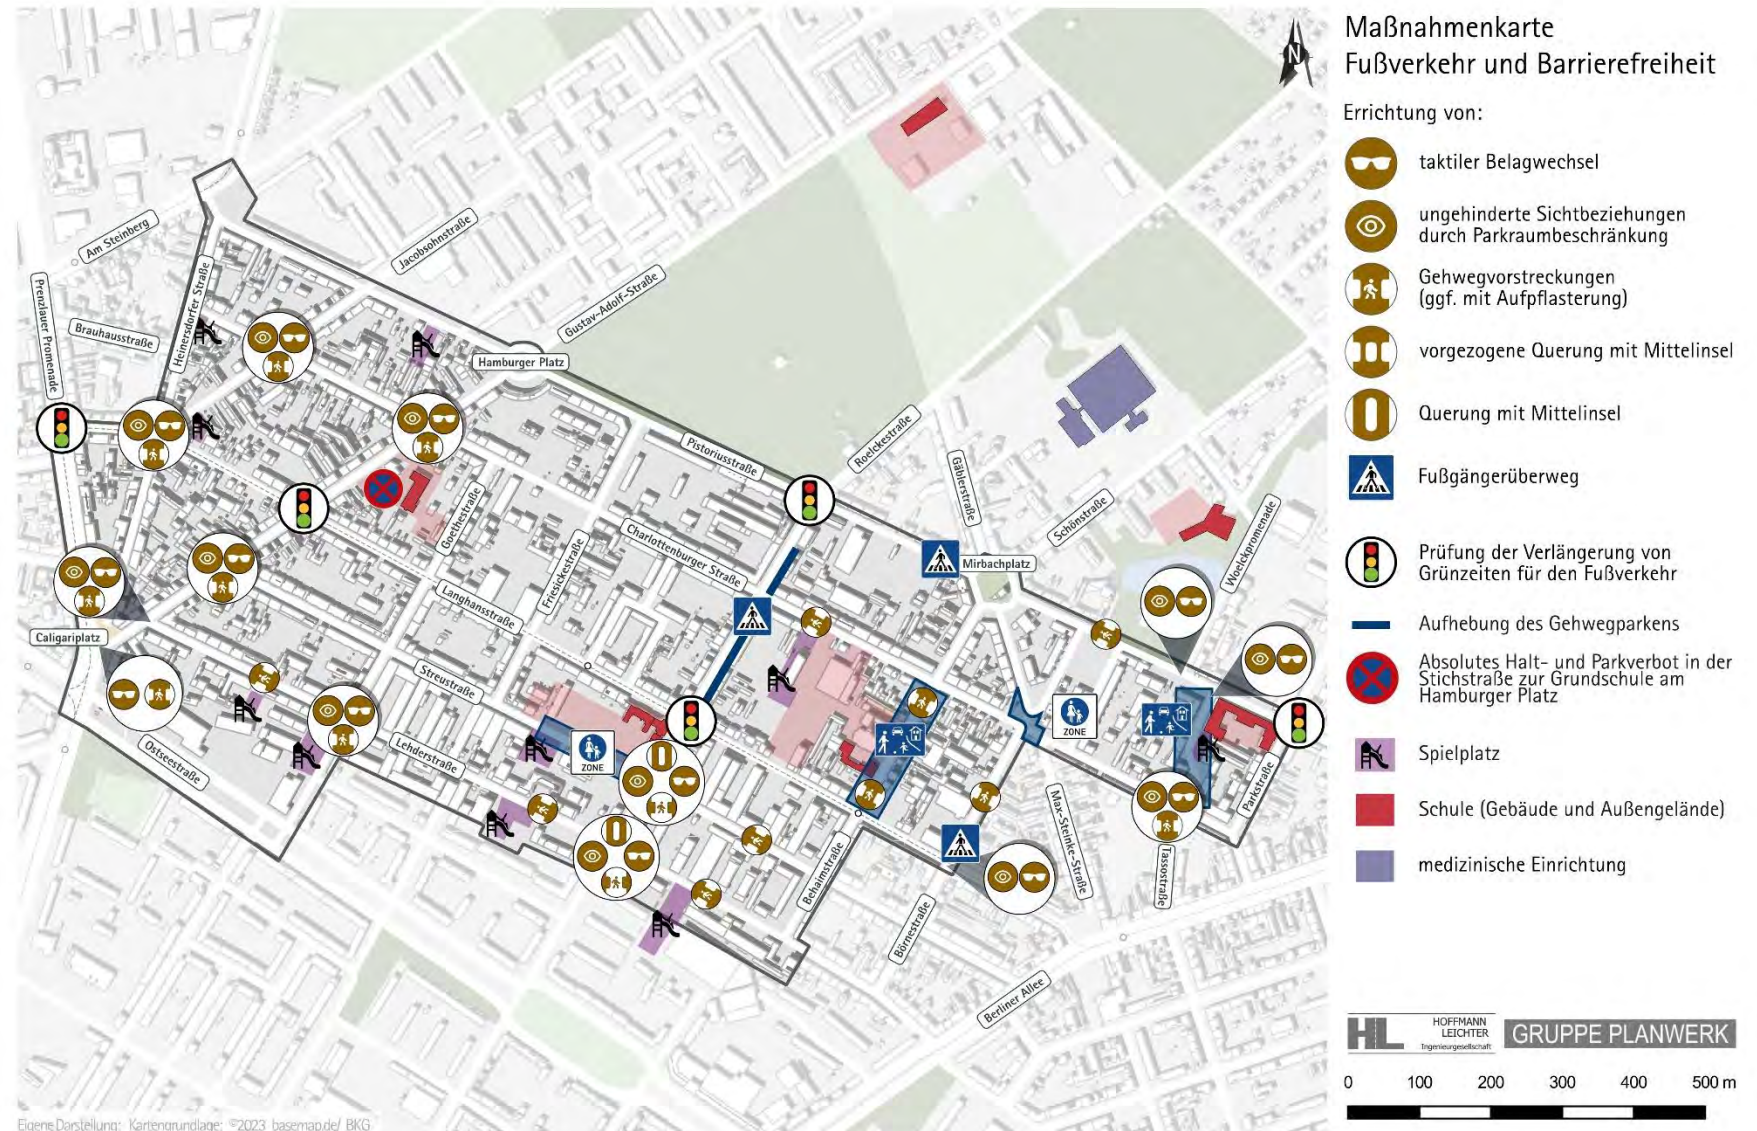 Maßnahmenkarte
Fußverkehr und Barrierefreiheit
Errichtung von:
taktiler Belagwechsel
ungehinderte Sichtbeziehungen
durch Parkraumbeschränkung
Gehwegvorstreckungen
(ggf. mit Aufpflasterung)
vorgezogene Querung mit Mittelinsel
Querung mit Mittelinsel
Fußgängerüberweg
Prüfung der Verlängerung von
Grünzeiten für den Fußverkehr
Aufhebung des Gehwegparkens
Absolutes Halt- und Parkverbot in der
Stichstraße zur Grundschule am
Hamburger Platz
Spielplatz
Schule (Gebäude und Außengelände)
medizinische Einrichtung
HL
HOFFMANN
LEICHTER
Ingenieurgesellschaft
GRUPPE PLANWERK
0 100 200 300 400 500 m
N
Am Steinberg
Jacobsohnstraße
Prenzlauer Promenade
Brauhausstraße
Heinersdorfer Straße
Gustav-Adolf-Straße
Hamburger Platz
Pistoriusstraße
Roelckestraße
Gäblerstraße
Schönstraße
Woelckpromenade
Goethestraße
Friesickestraße
Charlottenburger Straße
Mirbachplatz
Langhansstraße
Caligariplatz
Streustraße
Ostseestraße
Lehderstraße
ZONE
ZONE
Behaimstraße
Max-Steinke-Straße
Tassostraße
Parkstraße
Börnestraße
Berliner Allee
Eigene Darstellung; Kartengrundlage: ©2023 basemap.de/ BKG